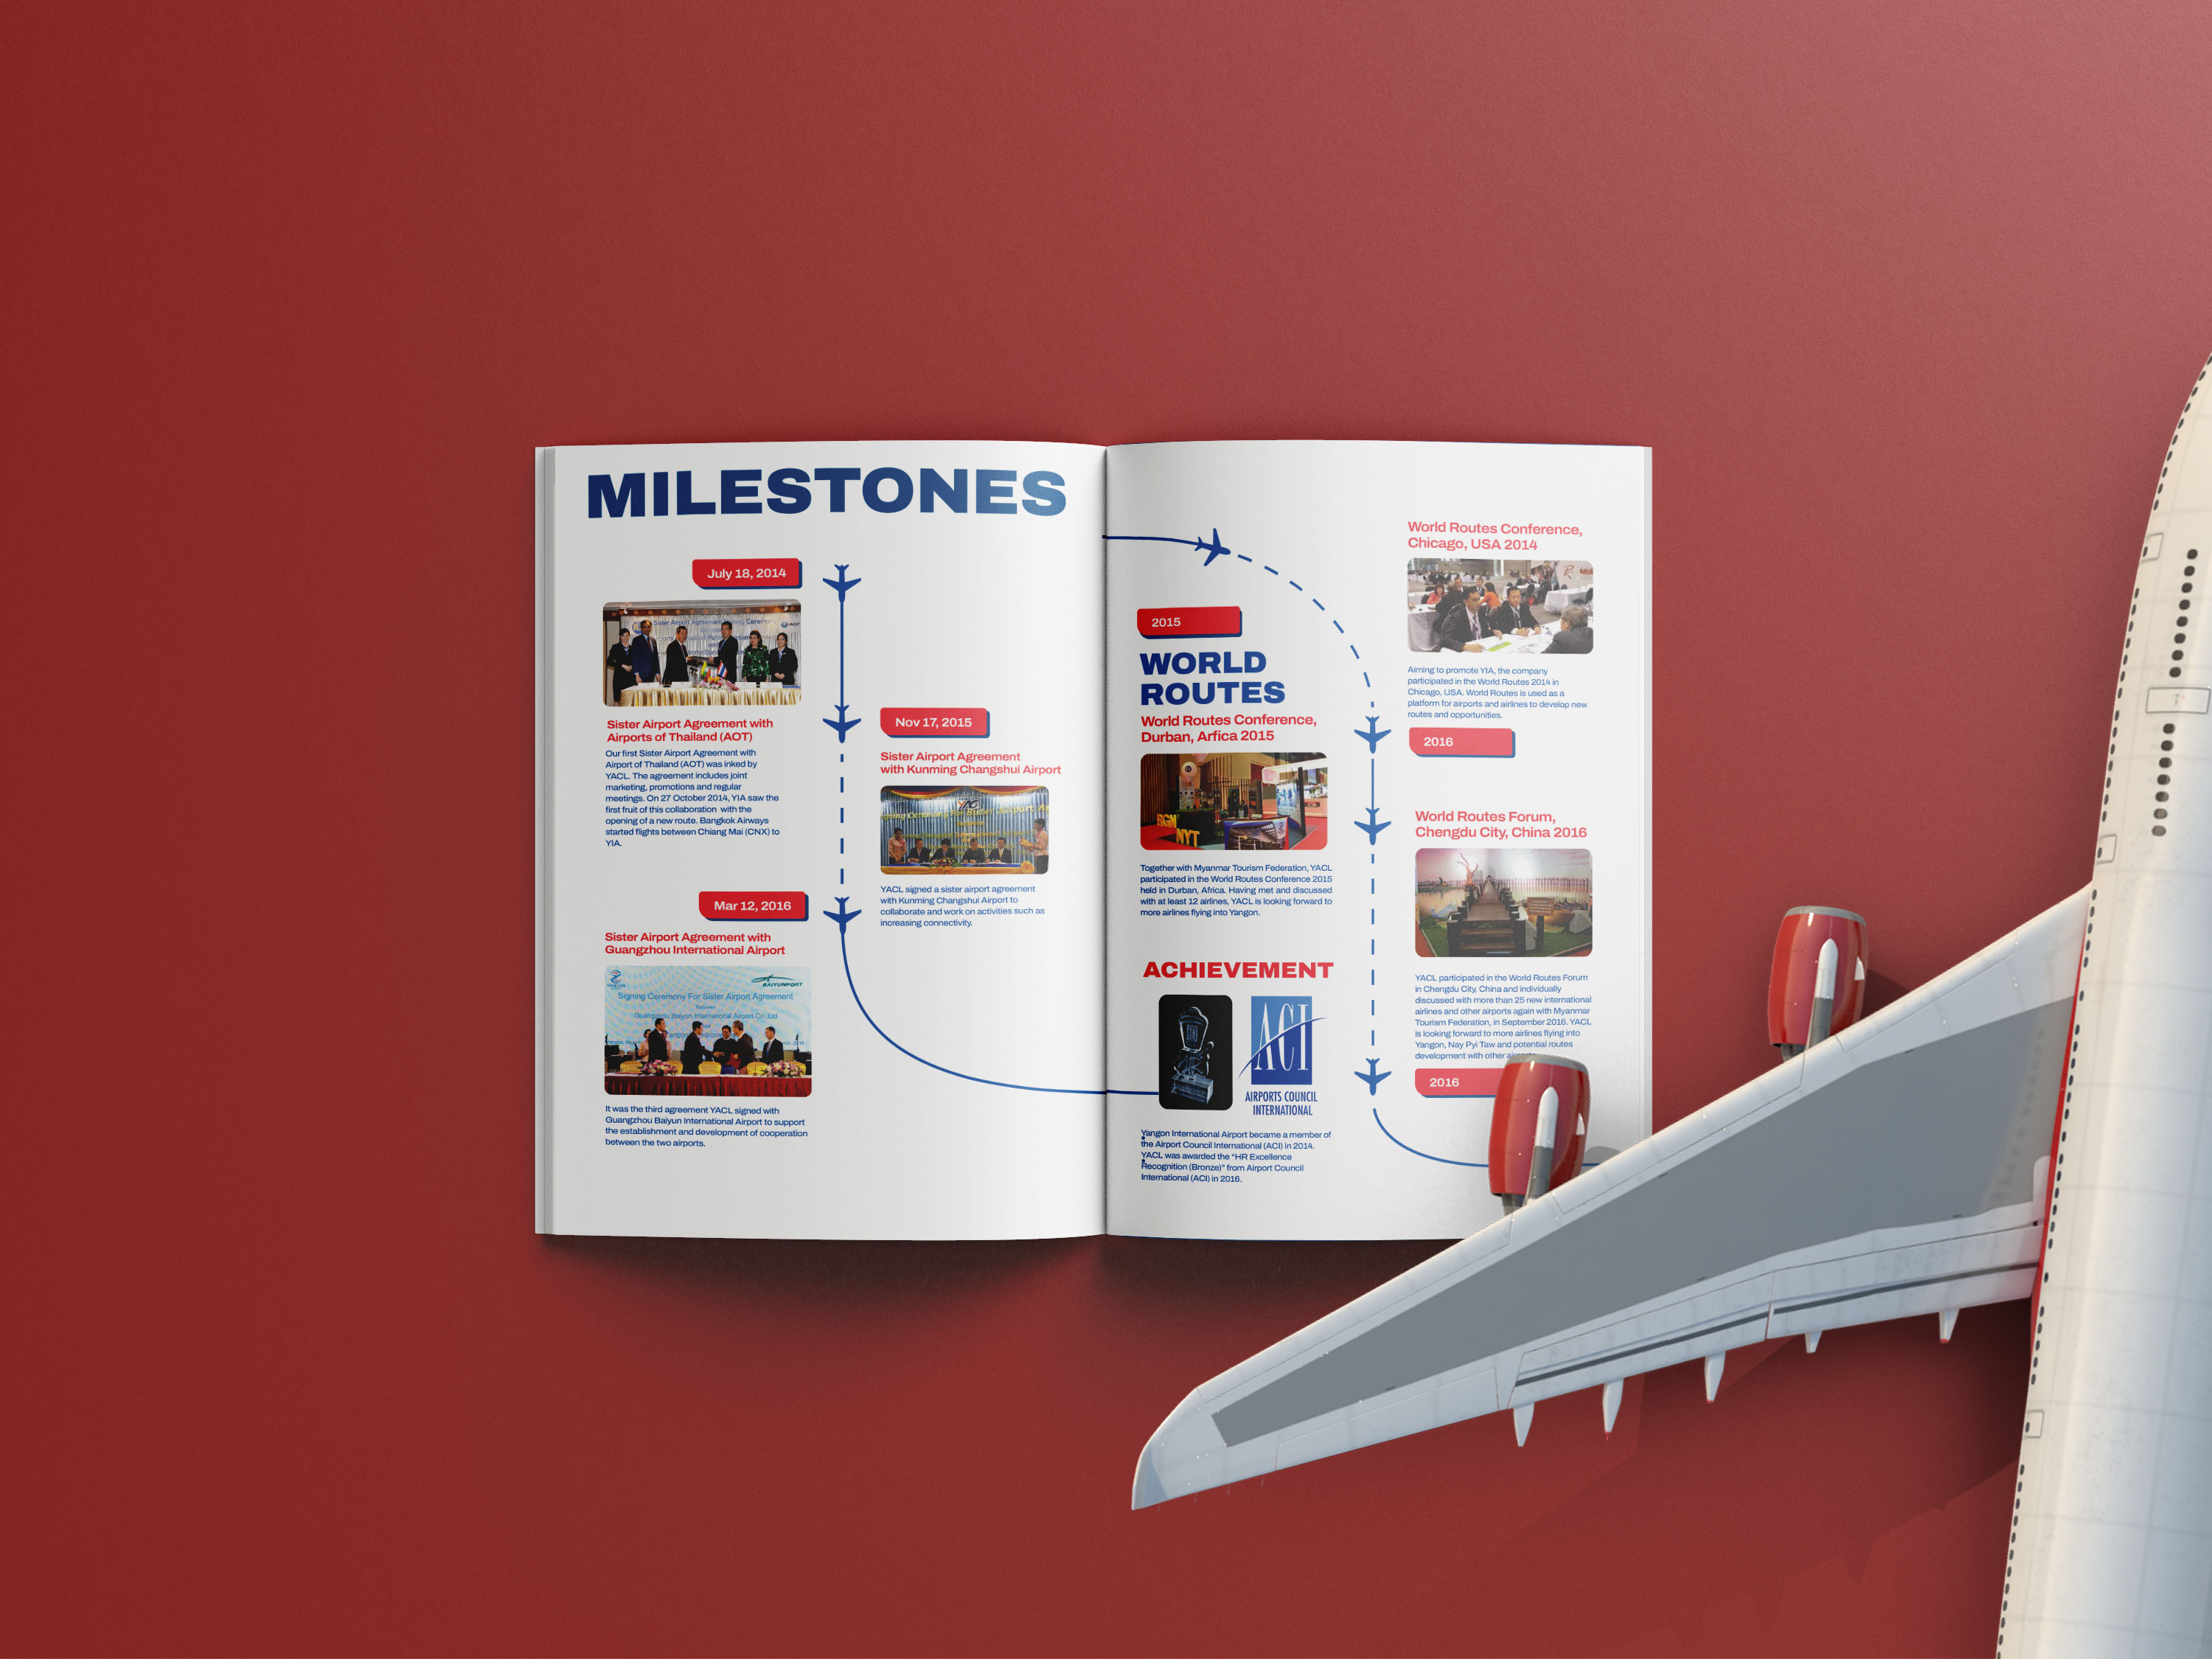 MILESTONES
July 18, 2014
Sister Airport Agreement with
Airports of Thailand (AOT)
Our first Sister Airport Agreement with
Airport of Thailand (AOT) was inked by
YACL. The agreement includes joint
marketing, promotions and regular
meetings. On 27 October 2014, YIA saw the
first fruit of this collaboration with the
opening of a new route. Bangkok Airways
started flights between Chiang Mai (CNX) to
YIA.
Nov 17, 2015
Sister Airport Agreement
with Kunming Changshui Airport
YACL signed a sister airport agreement
with Kunming Changshui Airport to
collaborate and work on activities such as
increasing connectivity.
Mar 12, 2016
Sister Airport Agreement with
Guangzhou International Airport
BAIYUNPORT
Signing Ceremony For Sister Airport Agreement
Between
Guangzhou Baiyun International Airport Co.,Ltd
It was the third agreement YACL signed with
Guangzhou Baiyun International Airport to support
the establishment and development of cooperation
between the two airports.
2015
WORLD
ROUTES
World Routes Conference,
Durban, Arfica 2015
RGN
NYT
Together with Myanmar Tourism Federation, YACL
participated in the World Routes Conference 2015
held in Durban, Africa. Having met and discussed
with at least 12 airlines, YACL is looking forward to
more airlines flying into Yangon.
ACHIEVEMENT
ACI
AIRPORTS COUNCIL
INTERNATIONAL
Yangon International Airport became a member of
the Airport Council International (ACI) in 2014.
YACL was awarded the “HR Excellence
Recognition (Bronze)” from Airport Council
International (ACI) in 2016.
World Routes Conference,
Chicago, USA 2014
Aiming to promote YIA, the company
participated in the World Routes 2014 in
Chicago, USA. World Routes is used as a
platform for airports and airlines to develop new
routes and opportunities.
2016
World Routes Forum,
Chengdu City, China 2016
YACL participated in the World Routes Forum
in Chengdu City, China and individually
discussed with more than 25 new international
airlines and other airports again with Myanmar
Tourism Federation, in September 2016. YACL
is looking forward to more airlines flying into
Yangon, Nay Pyi Taw and potential routes
development with other
2016